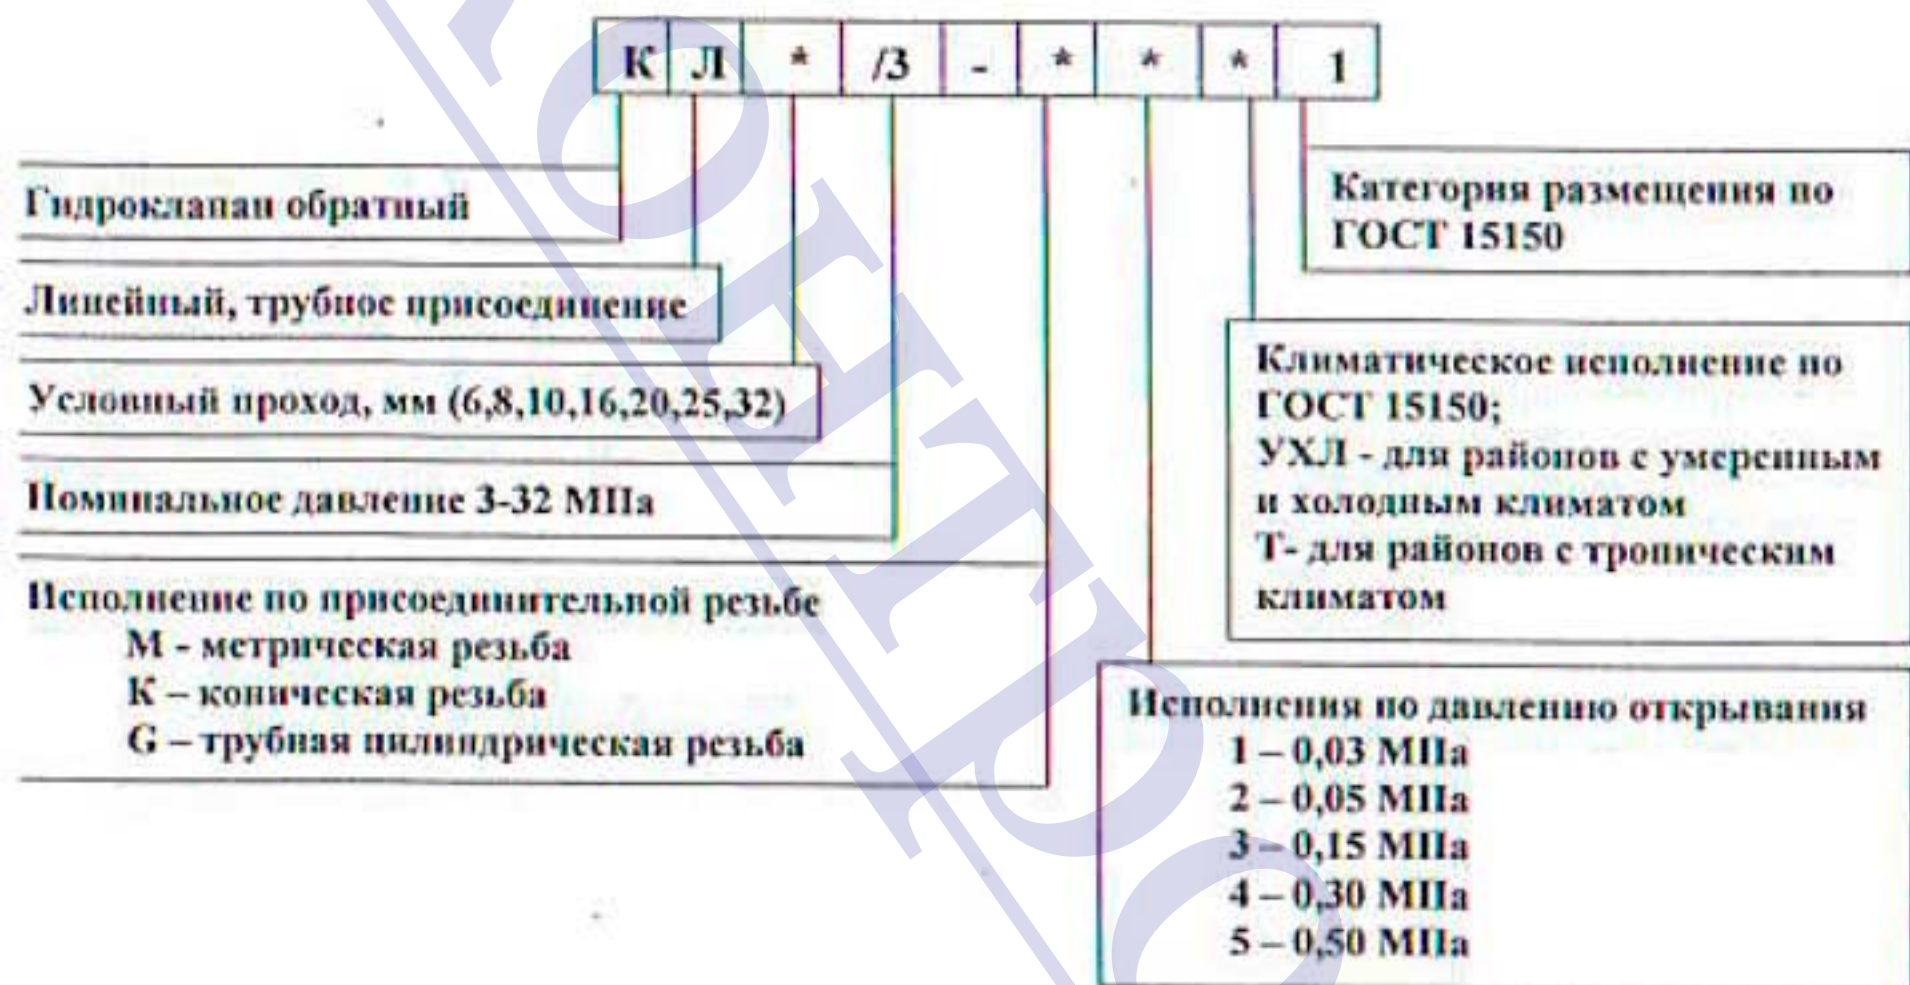 К Л * /3 - * * * 1
Гидроклапан обратный
Линейный, трубное присоединение
Условный проход, мм (6,8,10,16,20,25,32)
Номинальное давление 3-32 МПа
Исполнение по присоединительной резьбе
М - метрическая резьба
К – коническая резьба
G – трубная цилиндрическая резьба
Категория размещения по
ГОСТ 15150
Климатическое исполнение по
ГОСТ 15150;
УХЛ - для районов с умеренным
и холодным климатом
Т- для районов с тропическим
климатом
Исполнения по давлению открывания
1 – 0,03 МПа
2 – 0,05 МПа
3 – 0,15 МПа
4 – 0,30 МПа
5 – 0,50 МПа